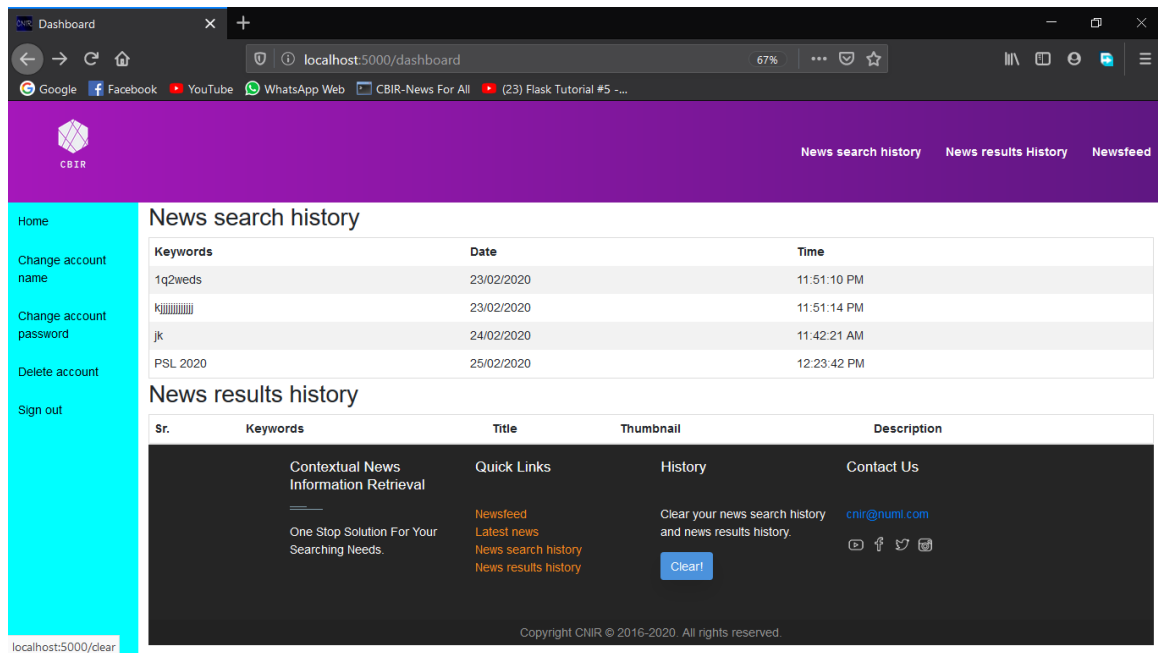 CNIR Dashboard
localhost:5000/dashboard 67%
Google Facebook YouTube WhatsApp Web CBIR-News For All (23) Flask Tutorial #5 -...
CBIR
News search history News results History Newsfeed
Home
Change account
name
Change account
password
Delete account
Sign out
News search history
Keywords Date Time
1q2weds 23/02/2020 11:51:10 PM
23/02/2020 11:51:14 PM
jk 24/02/2020 11:42:21 AM
PSL 2020 25/02/2020 12:23:42 PM
News results history
Sr. Keywords Title Thumbnail Description
Contextual News
Information Retrieval
One Stop Solution For Your
Searching Needs.
Quick Links
Newsfeed
Latest news
News search history
News results history
History
Clear your news search history
and news results history.
Clear!
Contact Us
cnir@numl.com
Copyright CNIR © 2016-2020. All rights reserved.
localhost:5000/clear